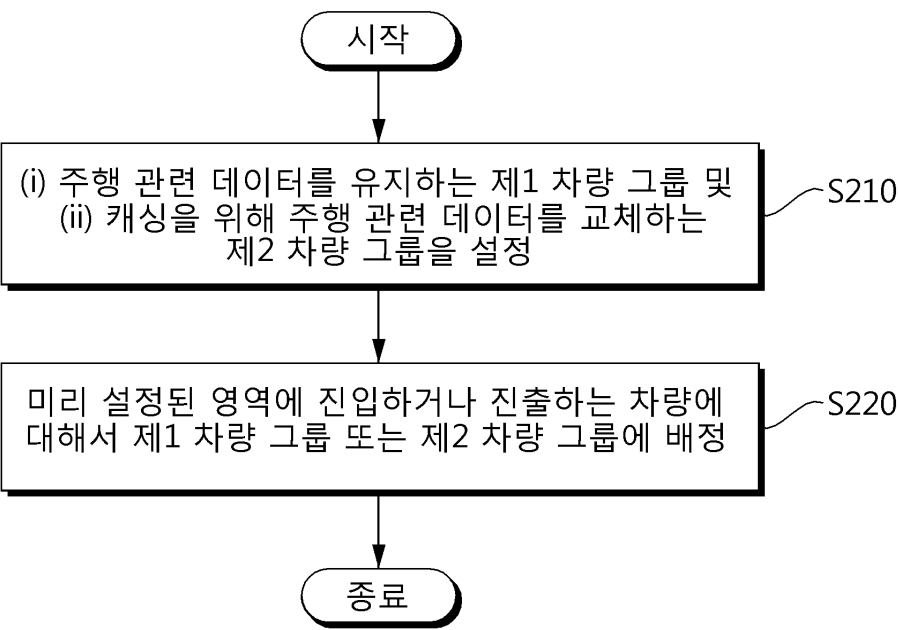 시작
(i) 주행 관련 데이터를 유지하는 제1 차량 그룹 및
(ii) 캐싱을 위해 주행 관련 데이터를 교체하는
제2 차량 그룹을 설정
S210
미리 설정된 영역에 진입하거나 진출하는 차량에
대해서 제1 차량 그룹 또는 제2 차량 그룹에 배정
S220
종료